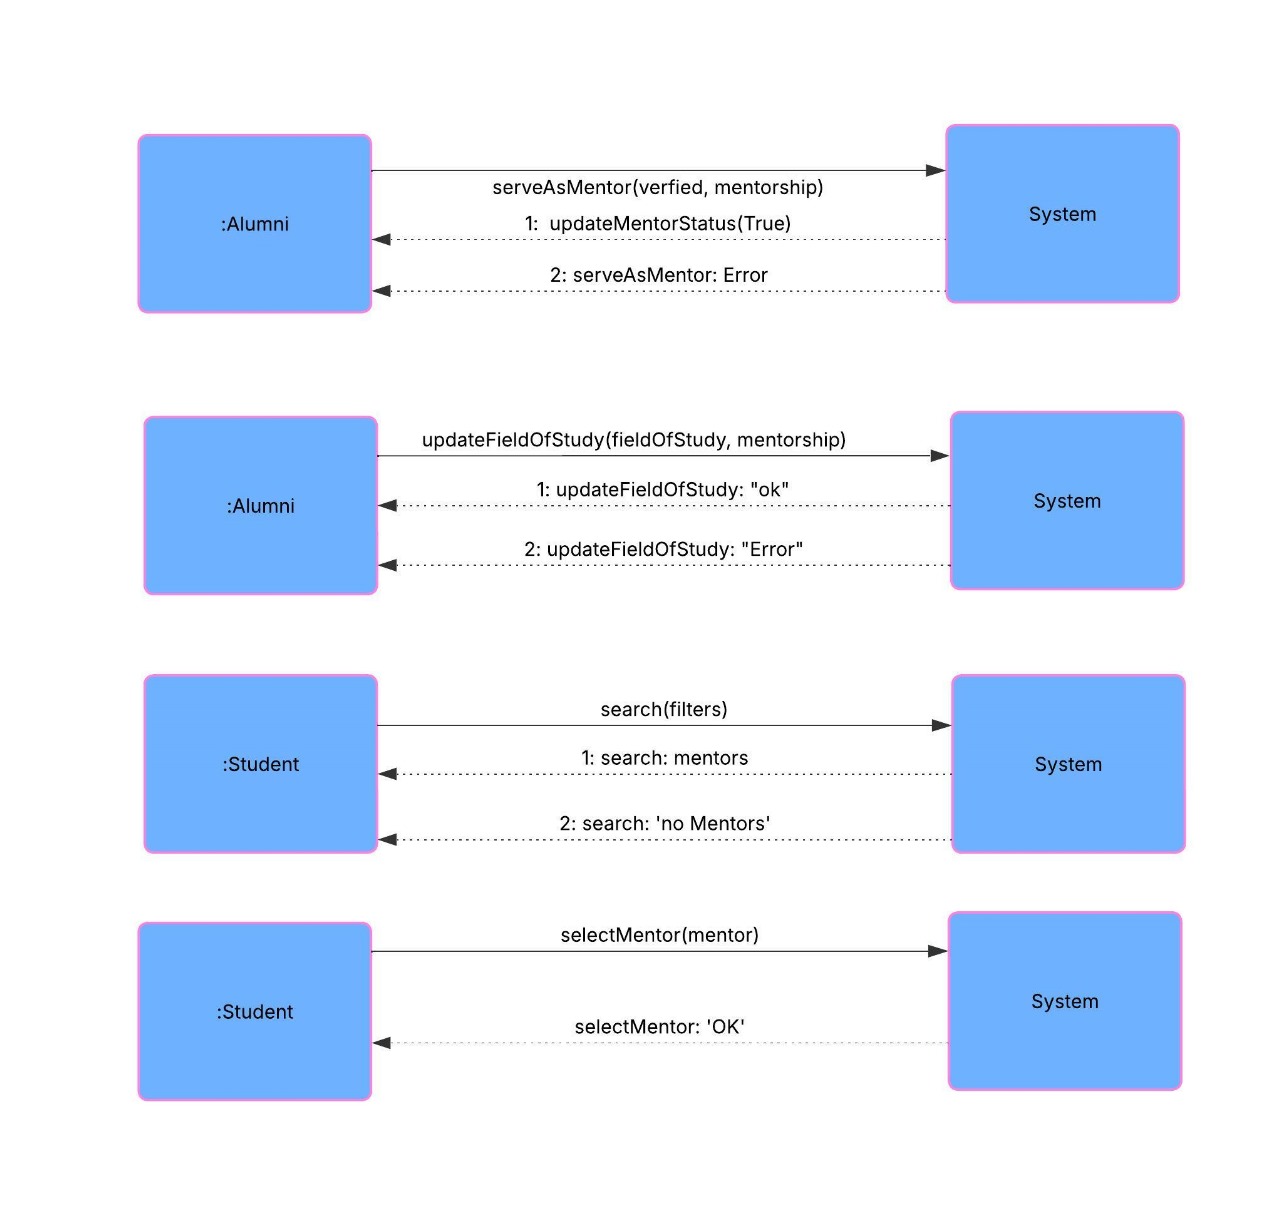 :Alumni
serveAsMentor(verfied, mentorship)
1:  updateMentorStatus(True)
2: serveAsMentor: Error
System
:Alumni
updateFieldOfStudy(fieldOfStudy, mentorship)
1: updateFieldOfStudy: "ok"
2: updateFieldOfStudy: "Error"
System
:Student
search(filters)
1: search: mentors
2: search: 'no Mentors'
System
:Student
selectMentor(mentor)
selectMentor: 'OK'
System